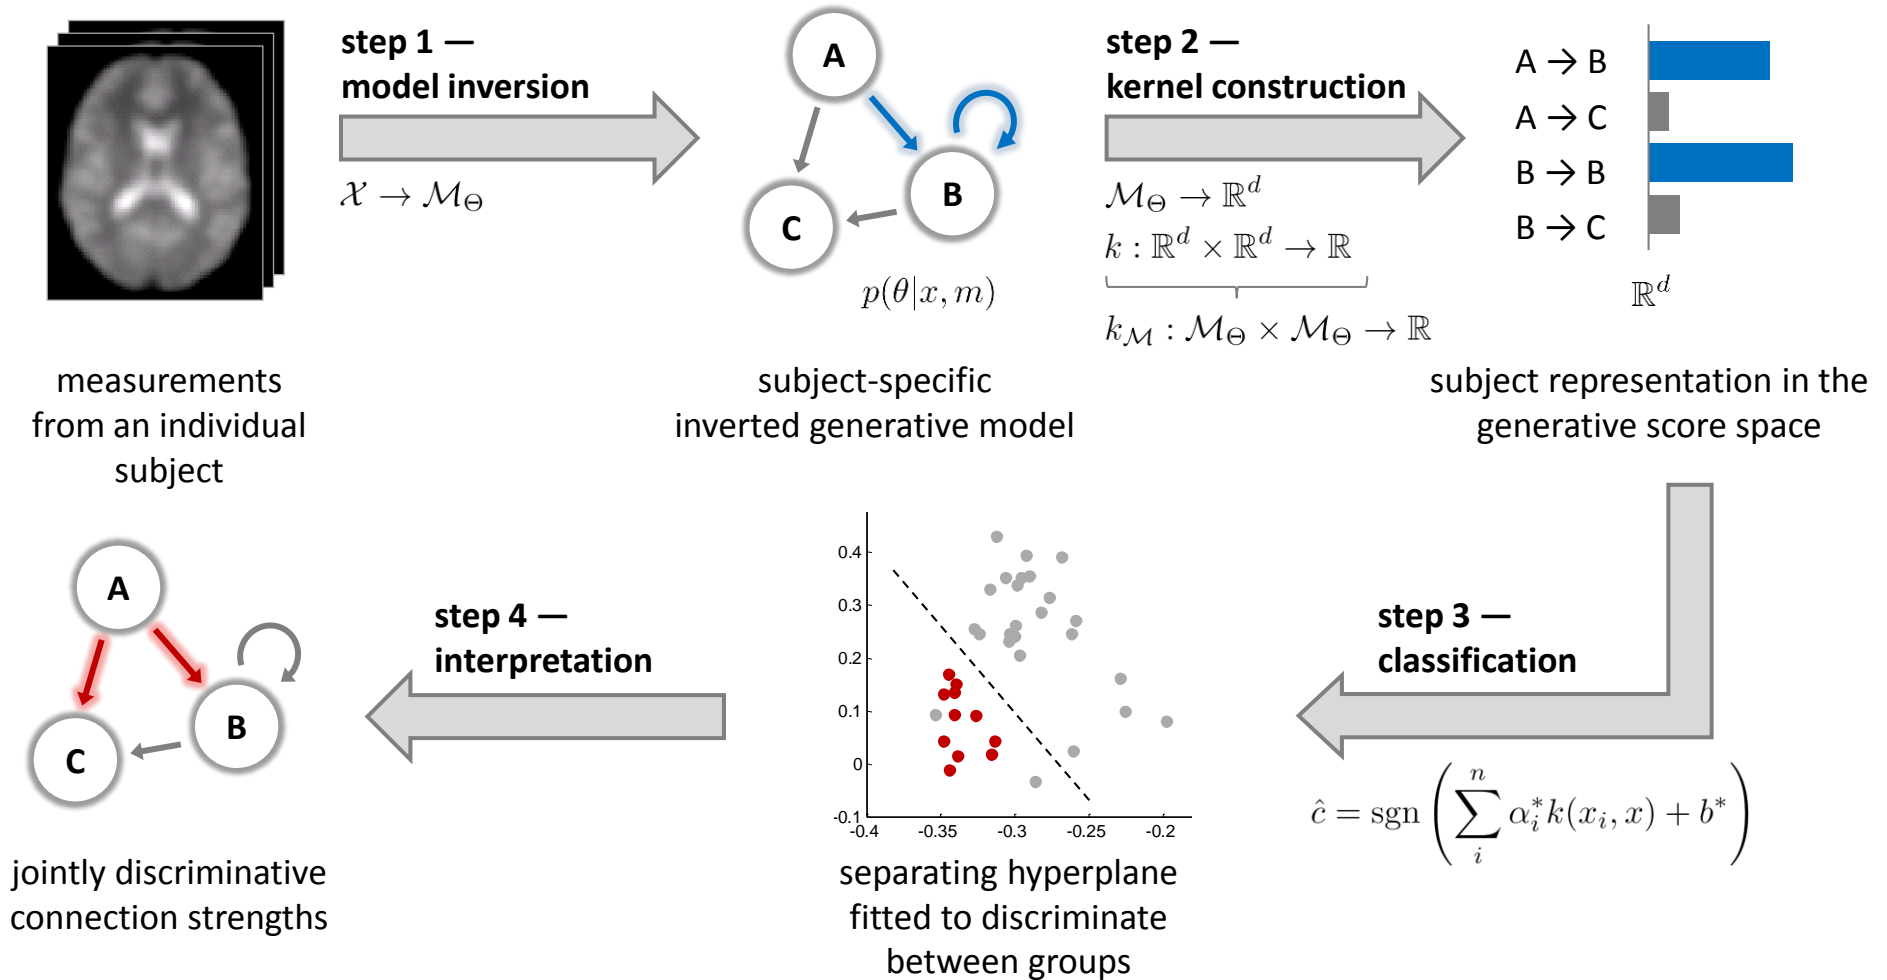 step 1 —
model inversion
𝒳 → ℳ_Θ
measurements
from an individual
subject
A
B
C
p(θ|x, m)
subject-specific
inverted generative model
step 2 —
kernel construction
ℳ_Θ → ℝ^d
k : ℝ^d × ℝ^d → ℝ
k_ℳ : ℳ_Θ × ℳ_Θ → ℝ
A → B
A → C
B → B
B → C
ℝ^d
subject representation in the
generative score space
step 3 —
classification
ĉ = sgn ( ∑_i^n α_i^* k(x_i, x) + b^* )
0.4
0.3
0.2
0.1
0
-0.1
-0.4 -0.35 -0.3 -0.25 -0.2
separating hyperplane
fitted to discriminate
between groups
step 4 —
interpretation
A
B
C
jointly discriminative
connection strengths